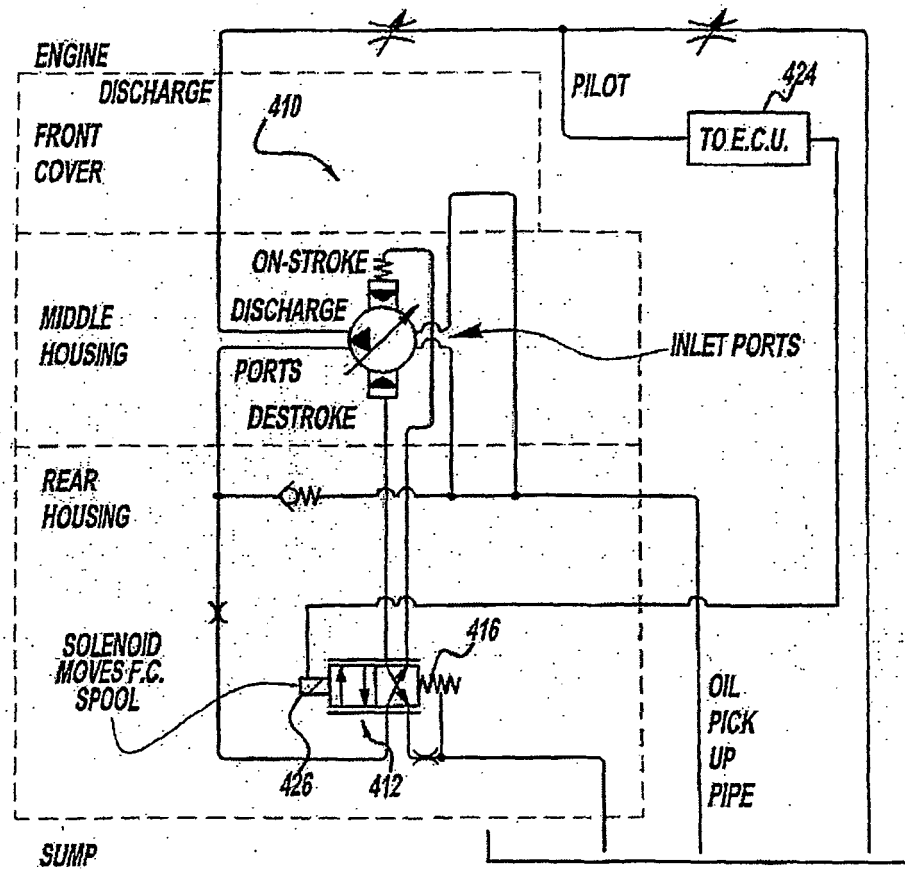 ENGINE
DISCHARGE
PILOT
424
TO E.C.U.
FRONT
COVER
410
ON-STROKE
DISCHARGE
MIDDLE
HOUSING
INLET PORTS
PORTS
DESTROKE
REAR
HOUSING
SOLENOID
MOVES F.C.
SPOOL
416
OIL
PICK
UP
PIPE
426
412
SUMP